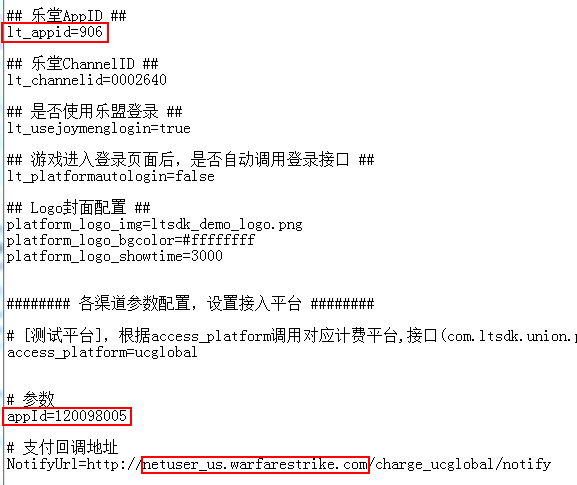 ## 乐堂AppID ##
lt_appid=906
## 乐堂ChannelID ##
lt_channelid=0002640
## 是否使用乐盟登录 ##
lt_usejoymenglogin=true
## 游戏进入登录页面后，是否自动调用登录接口 ##
lt_platformautologin=false
## Logo封面配置 ##
platform_logo_img=ltsdk_demo_logo.png
platform_logo_bgcolor=#ffffffff
platform_logo_showtime=3000
######## 各渠道参数配置，设置接入平台 ########
# [测试平台]，根据access_platform调用对应计费平台,接口(com.ltsdk.union.p
access_platform=ucglobal
# 参数
appId=120098005
# 支付回调地址
NotifyUrl=http://netuser_us.warfarestrike.com/charge_ucglobal/notify